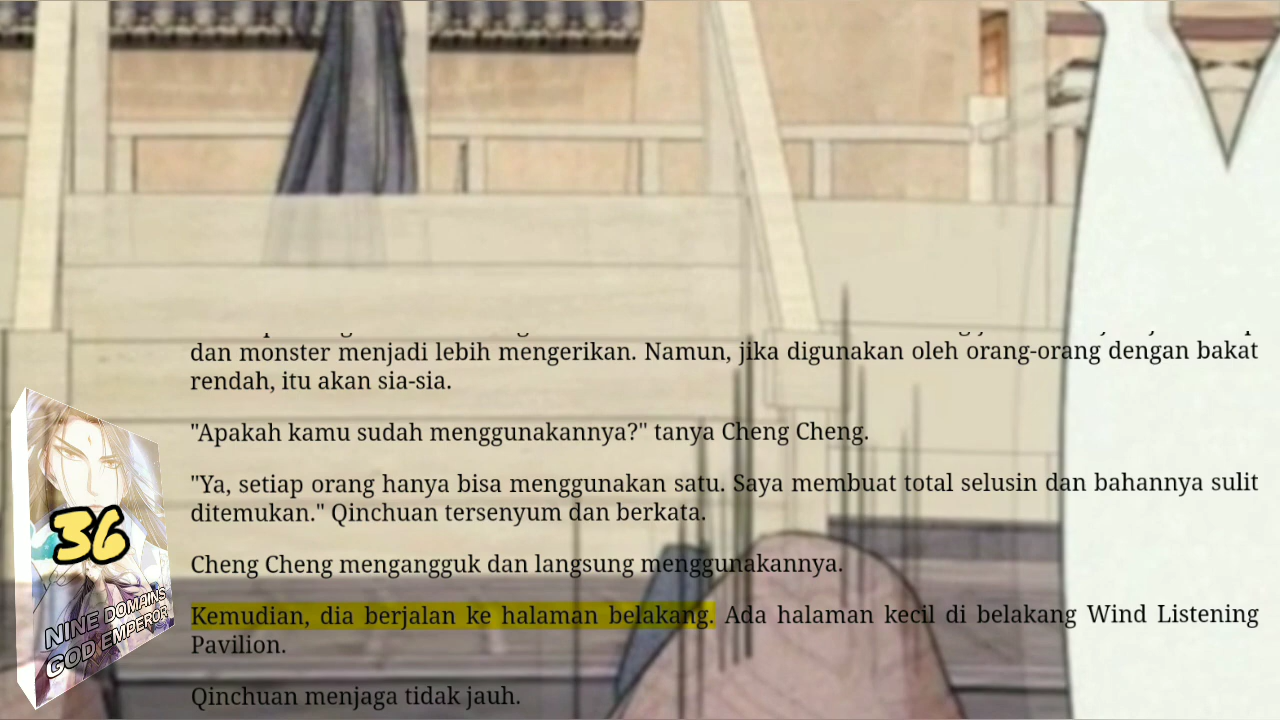 dan monster menjadi lebih mengerikan. Namun, jika digunakan oleh orang-orang dengan bakat
rendah, itu akan sia-sia.
"Apakah kamu sudah menggunakannya?" tanya Cheng Cheng.
"Ya, setiap orang hanya bisa menggunakan satu. Saya membuat total selusin dan bahannya sulit
ditemukan." Qinchuan tersenyum dan berkata.
Cheng Cheng mengangguk dan langsung menggunakannya.
Kemudian, dia berjalan ke halaman belakang. Ada halaman kecil di belakang Wind Listening
Pavilion.
Qinchuan menjaga tidak jauh.
36
NINE DOMAINS
GOD EMPEROR